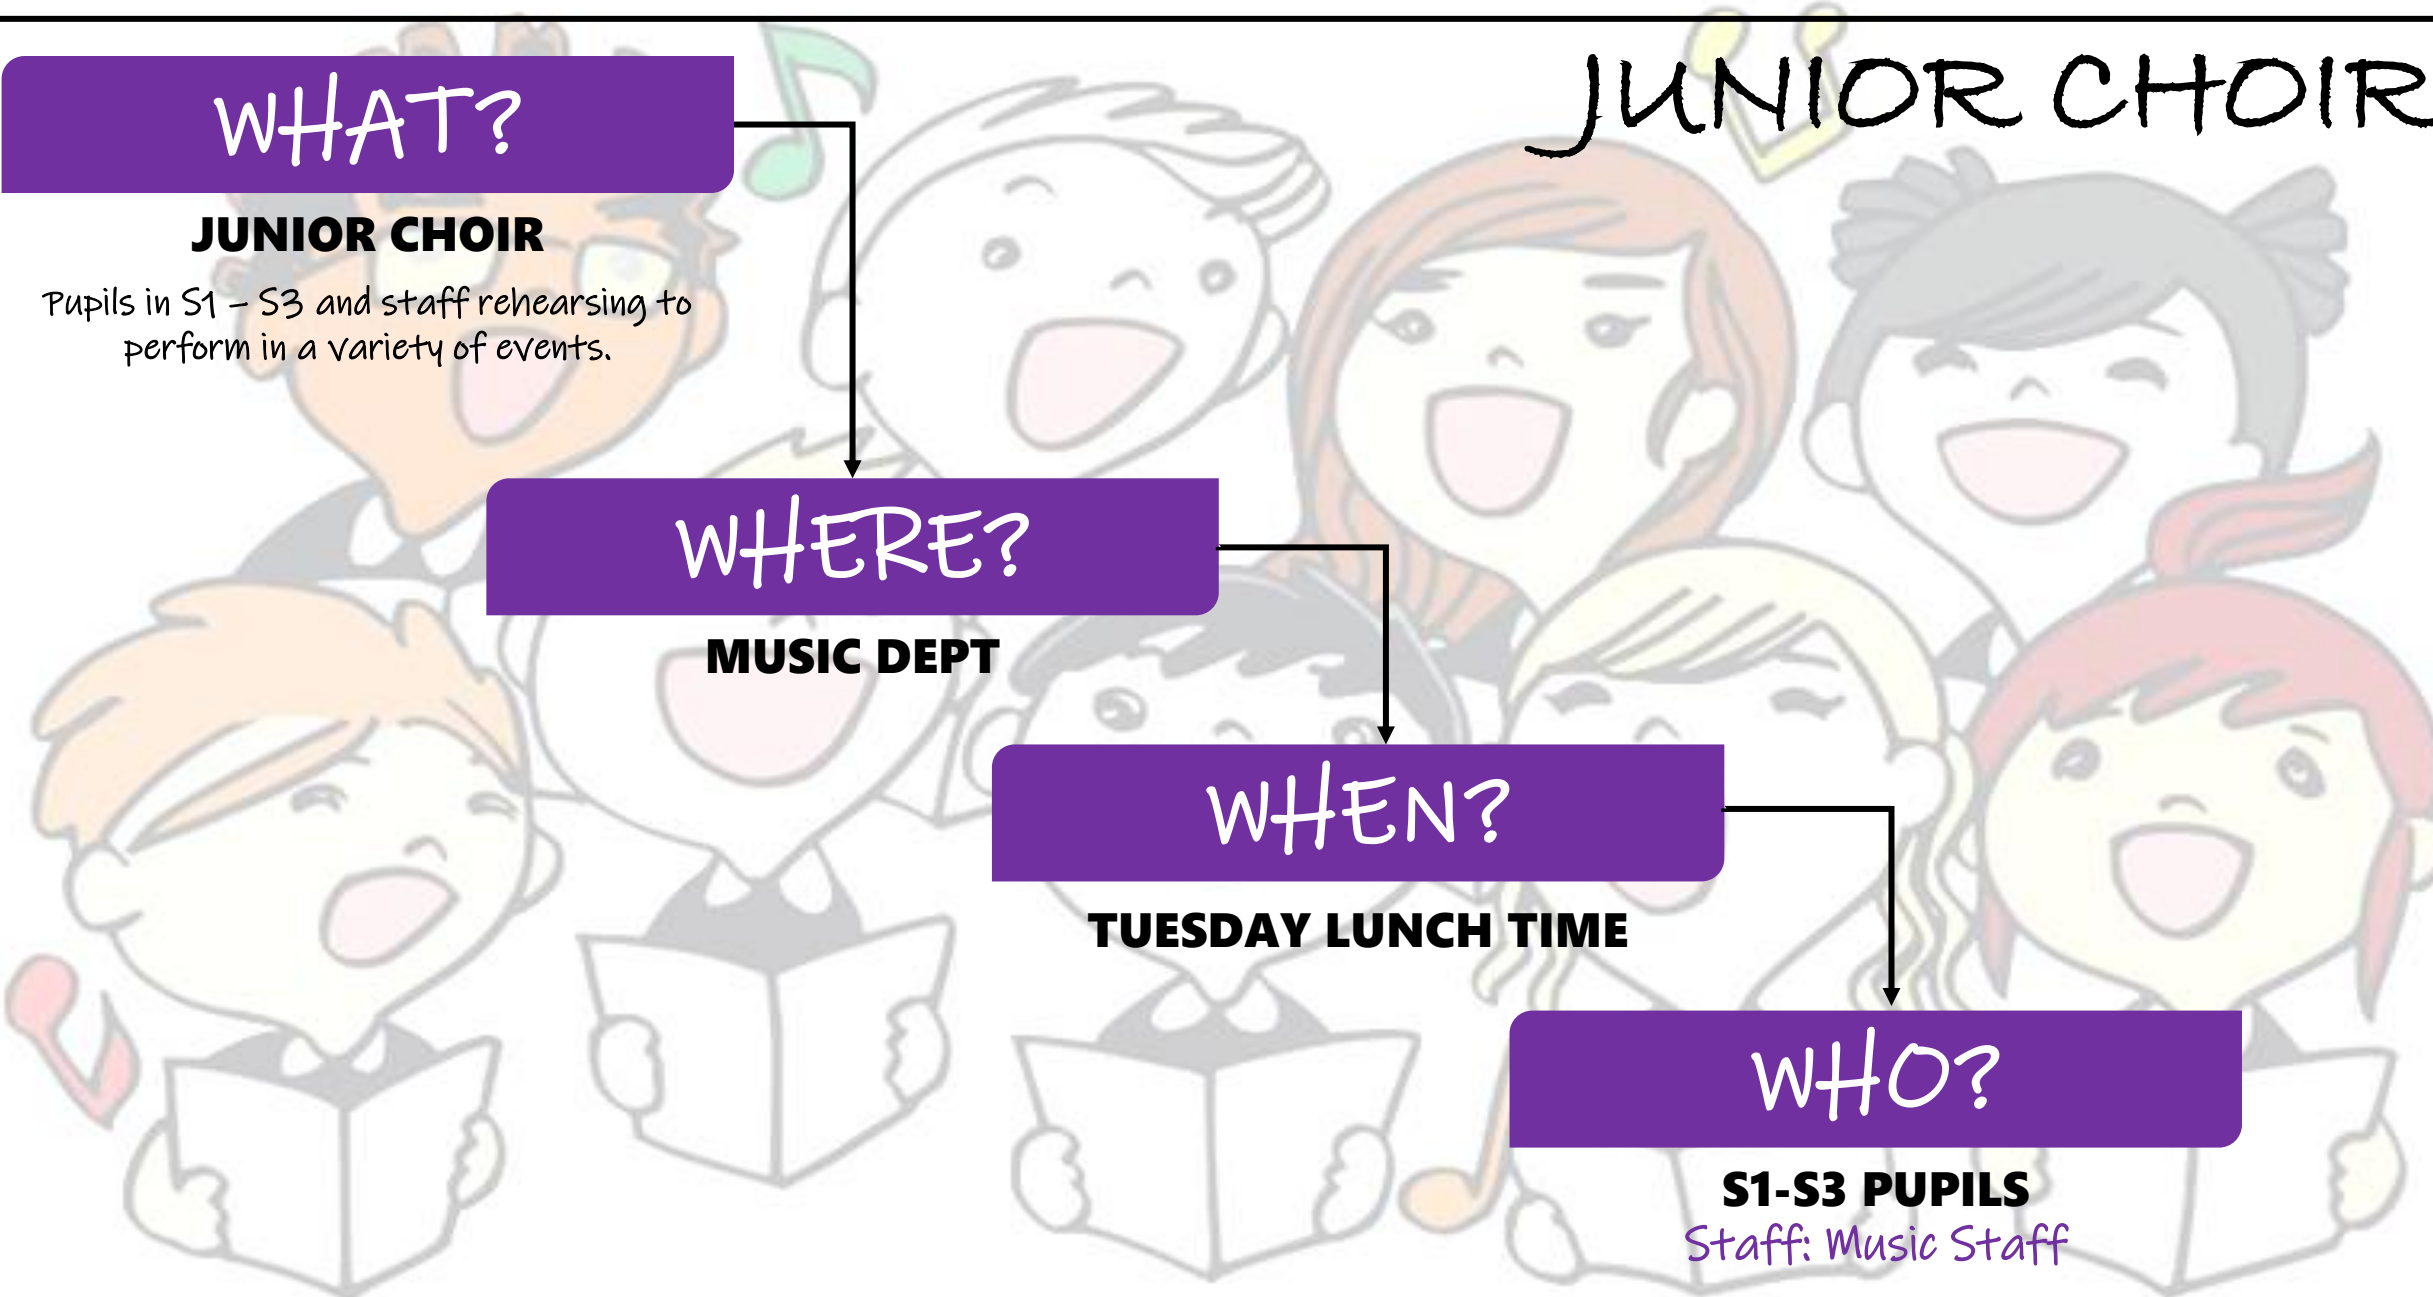 JUNIOR CHOIR
WHAT?
JUNIOR CHOIR
Pupils in S1 – S3 and staff rehearsing to
perform in a variety of events.
WHERE?
MUSIC DEPT
WHEN?
TUESDAY LUNCH TIME
WHO?
S1-S3 PUPILS
Staff: Music Staff